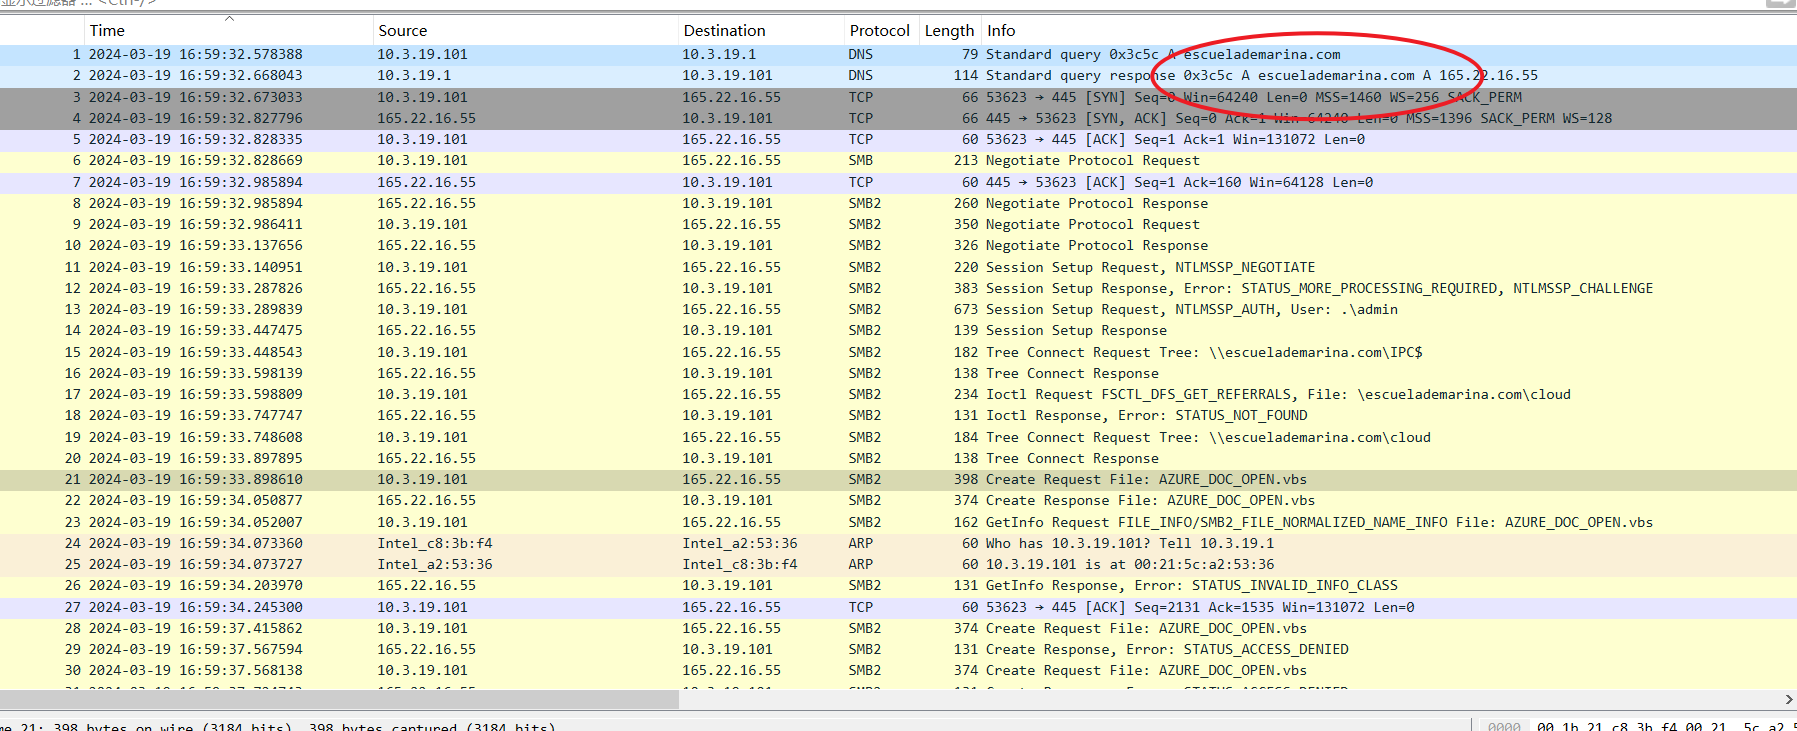 Time Source Destination Protocol Length Info
1 2024-03-19 16:59:32.578388 10.3.19.101 10.3.19.1 DNS 79 Standard query 0x3c5c A escuelademarina.com
2 2024-03-19 16:59:32.668043 10.3.19.1 10.3.19.101 DNS 114 Standard query response 0x3c5c A escuelademarina.com A 165.22.16.55
3 2024-03-19 16:59:32.673033 10.3.19.101 165.22.16.55 TCP 66 53623 → 445 [SYN] Seq=0 Win=64240 Len=0 MSS=1460 WS=256 SACK_PERM
4 2024-03-19 16:59:32.827796 165.22.16.55 10.3.19.101 TCP 66 445 → 53623 [SYN, ACK] Seq=0 Ack=1 Win=64240 Len=0 MSS=1396 SACK_PERM WS=128
5 2024-03-19 16:59:32.828335 10.3.19.101 165.22.16.55 TCP 60 53623 → 445 [ACK] Seq=1 Ack=1 Win=131072 Len=0
6 2024-03-19 16:59:32.828669 10.3.19.101 165.22.16.55 SMB 213 Negotiate Protocol Request
7 2024-03-19 16:59:32.985894 165.22.16.55 10.3.19.101 TCP 60 445 → 53623 [ACK] Seq=1 Ack=160 Win=64128 Len=0
8 2024-03-19 16:59:32.985894 165.22.16.55 10.3.19.101 SMB2 260 Negotiate Protocol Response
9 2024-03-19 16:59:32.986411 10.3.19.101 165.22.16.55 SMB2 350 Negotiate Protocol Request
10 2024-03-19 16:59:33.137656 165.22.16.55 10.3.19.101 SMB2 326 Negotiate Protocol Response
11 2024-03-19 16:59:33.140951 10.3.19.101 165.22.16.55 SMB2 220 Session Setup Request, NTLMSSP_NEGOTIATE
12 2024-03-19 16:59:33.287826 165.22.16.55 10.3.19.101 SMB2 383 Session Setup Response, Error: STATUS_MORE_PROCESSING_REQUIRED, NTLMSSP_CHALLENGE
13 2024-03-19 16:59:33.289839 10.3.19.101 165.22.16.55 SMB2 673 Session Setup Request, NTLMSSP_AUTH, User: .\admin
14 2024-03-19 16:59:33.447475 165.22.16.55 10.3.19.101 SMB2 139 Session Setup Response
15 2024-03-19 16:59:33.448543 10.3.19.101 165.22.16.55 SMB2 182 Tree Connect Request Tree: \\escuelademarina.com\IPC$
16 2024-03-19 16:59:33.598139 165.22.16.55 10.3.19.101 SMB2 138 Tree Connect Response
17 2024-03-19 16:59:33.598809 10.3.19.101 165.22.16.55 SMB2 234 Ioctl Request FSCTL_DFS_GET_REFERRALS, File: \escuelademarina.com\cloud
18 2024-03-19 16:59:33.747747 165.22.16.55 10.3.19.101 SMB2 131 Ioctl Response, Error: STATUS_NOT_FOUND
19 2024-03-19 16:59:33.748608 10.3.19.101 165.22.16.55 SMB2 184 Tree Connect Request Tree: \\escuelademarina.com\cloud
20 2024-03-19 16:59:33.897895 165.22.16.55 10.3.19.101 SMB2 138 Tree Connect Response
21 2024-03-19 16:59:33.898610 10.3.19.101 165.22.16.55 SMB2 398 Create Request File: AZURE_DOC_OPEN.vbs
22 2024-03-19 16:59:34.050877 165.22.16.55 10.3.19.101 SMB2 374 Create Response File: AZURE_DOC_OPEN.vbs
23 2024-03-19 16:59:34.052007 10.3.19.101 165.22.16.55 SMB2 162 GetInfo Request FILE_INFO/SMB2_FILE_NORMALIZED_NAME_INFO File: AZURE_DOC_OPEN.vbs
24 2024-03-19 16:59:34.073360 Intel_c8:3b:f4 Intel_a2:53:36 ARP 60 Who has 10.3.19.101? Tell 10.3.19.1
25 2024-03-19 16:59:34.073727 Intel_a2:53:36 Intel_c8:3b:f4 ARP 60 10.3.19.101 is at 00:21:5c:a2:53:36
26 2024-03-19 16:59:34.203970 165.22.16.55 10.3.19.101 SMB2 131 GetInfo Response, Error: STATUS_INVALID_INFO_CLASS
27 2024-03-19 16:59:34.245300 10.3.19.101 165.22.16.55 TCP 60 53623 → 445 [ACK] Seq=2131 Ack=1535 Win=131072 Len=0
28 2024-03-19 16:59:37.415862 10.3.19.101 165.22.16.55 SMB2 374 Create Request File: AZURE_DOC_OPEN.vbs
29 2024-03-19 16:59:37.567594 165.22.16.55 10.3.19.101 SMB2 131 Create Response, Error: STATUS_ACCESS_DENIED
30 2024-03-19 16:59:37.568138 10.3.19.101 165.22.16.55 SMB2 374 Create Request File: AZURE_DOC_OPEN.vbs
21: 398 bytes on wire (3184 bits), 398 bytes captured (3184 bits) 0000 00 1b 21 c8 3b f4 00 21 5c a2